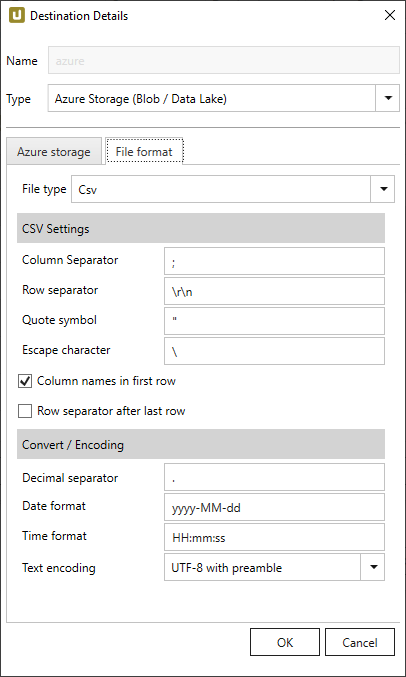 Destination Details
Name azure
Type Azure Storage (Blob / Data Lake)
Azure storage File format
File type Csv
CSV Settings
Column Separator ;
Row separator \r\n
Quote symbol "
Escape character \
Column names in first row
Row separator after last row
Convert / Encoding
Decimal separator .
Date format yyyy-MM-dd
Time format HH:mm:ss
Text encoding UTF-8 with preamble
OK Cancel